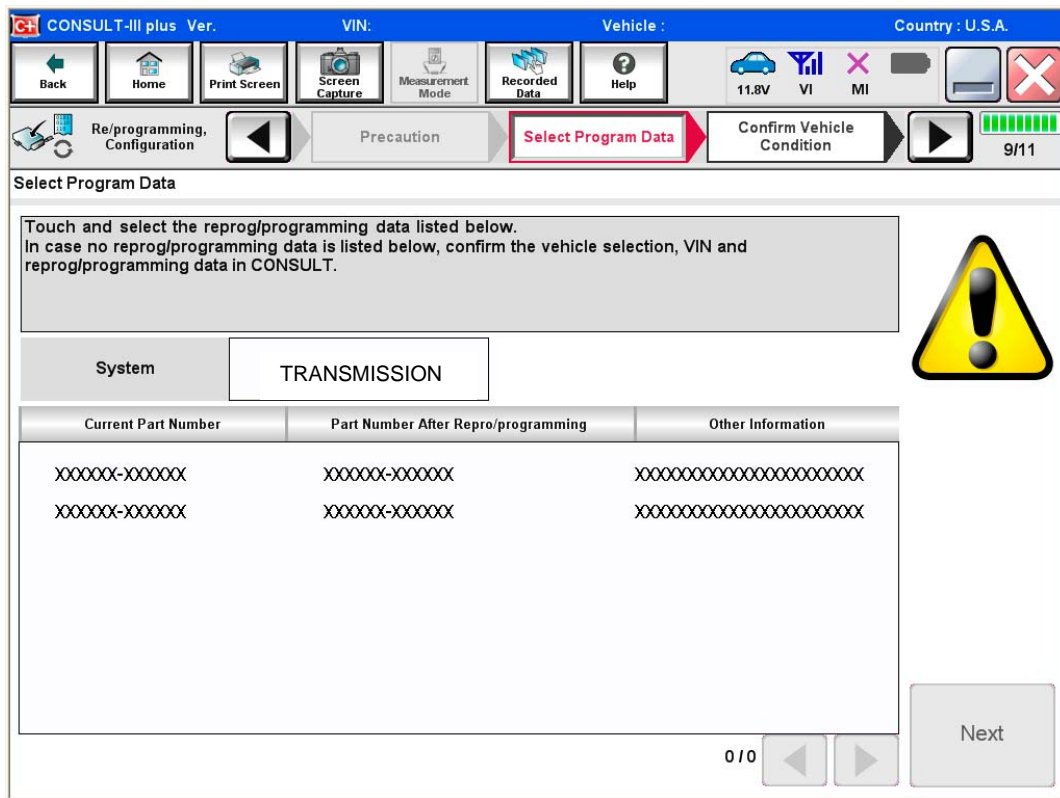 CONSULT-III plus Ver. VIN: Vehicle : Country : U.S.A.
Back
Home
Print Screen
Screen
Capture
Measurement
Mode
Recorded
Data
Help
11.8V
VI
MI
Re/programming,
Configuration
Precaution
Select Program Data
Confirm Vehicle
Condition
9/11
Select Program Data
Touch and select the reprog/programming data listed below.
In case no reprog/programming data is listed below, confirm the vehicle selection, VIN and
reprog/programming data in CONSULT.
System
TRANSMISSION
Current Part Number Part Number After Repro/programming Other Information
XXXXXX-XXXXXX XXXXXX-XXXXXX XXXXXXXXXXXXXXXXXXXXXX
XXXXXX-XXXXXX XXXXXX-XXXXXX XXXXXXXXXXXXXXXXXXXXXX
0/0
Next